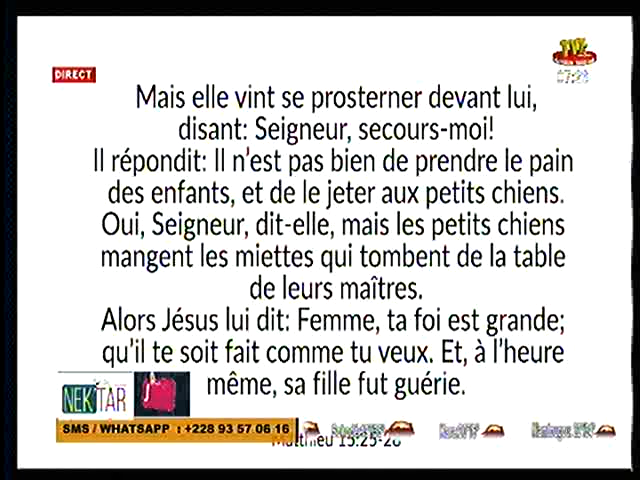 DIRECT
Mais elle vint se prosterner devant lui,
disant: Seigneur, secours-moi!
Il répondit: Il n'est pas bien de prendre le pain
des enfants, et de le jeter aux petits chiens.
Oui, Seigneur, dit-elle, mais les petits chiens
mangent les miettes qui tombent de la table
de leurs maîtres.
Alors Jésus lui dit: Femme, ta foi est grande;
qu'il te soit fait comme tu veux. Et, à l'heure
même, sa fille fut guérie.
NEKTAR
SMS / WHATSAPP : +228 93 57 06 16
Matthieu 15:25-28